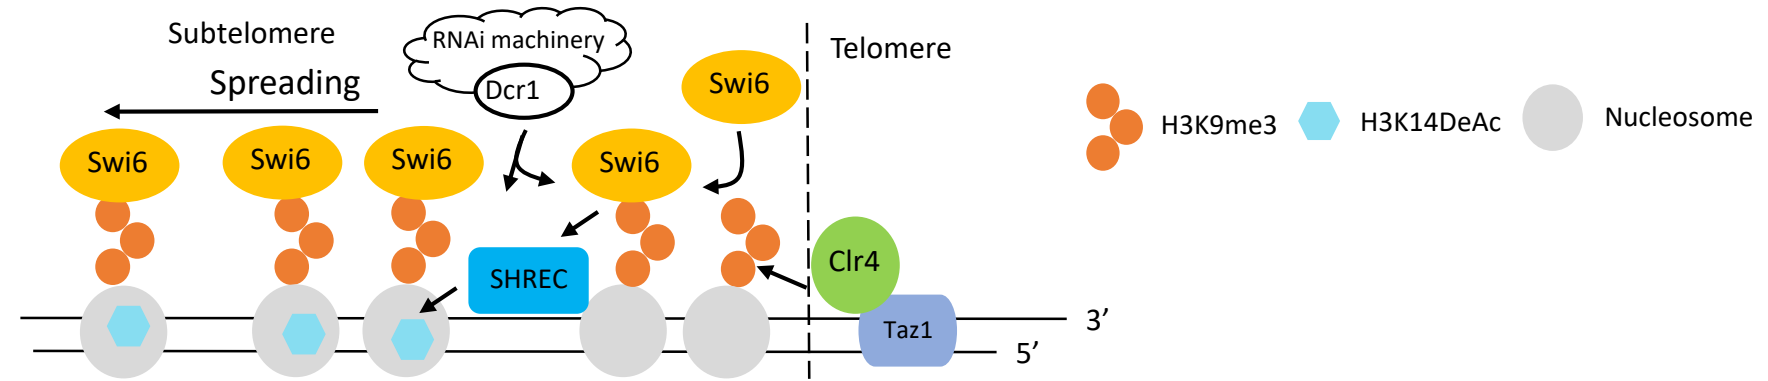 Subtelomere
Spreading
RNAi machinery
Dcr1
Swi6
Telomere
Swi6
Swi6
Swi6
Swi6
SHREC
Clr4
Taz1
3’
5’
H3K9me3
H3K14DeAc
Nucleosome